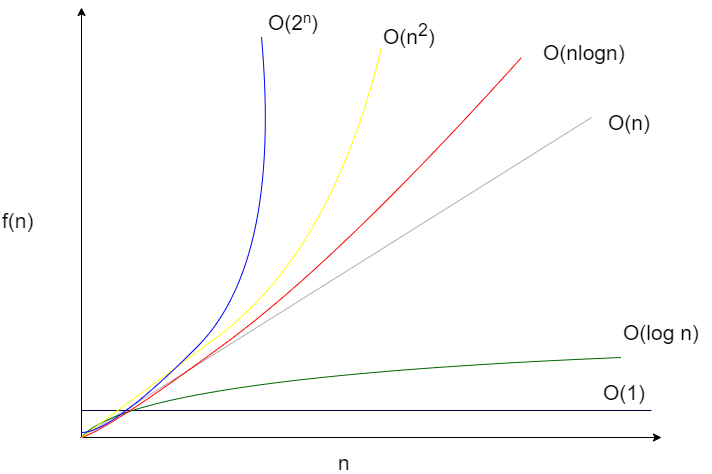 O(2ⁿ)
O(n²)
O(nlogn)
O(n)
f(n)
O(log n)
O(1)
n